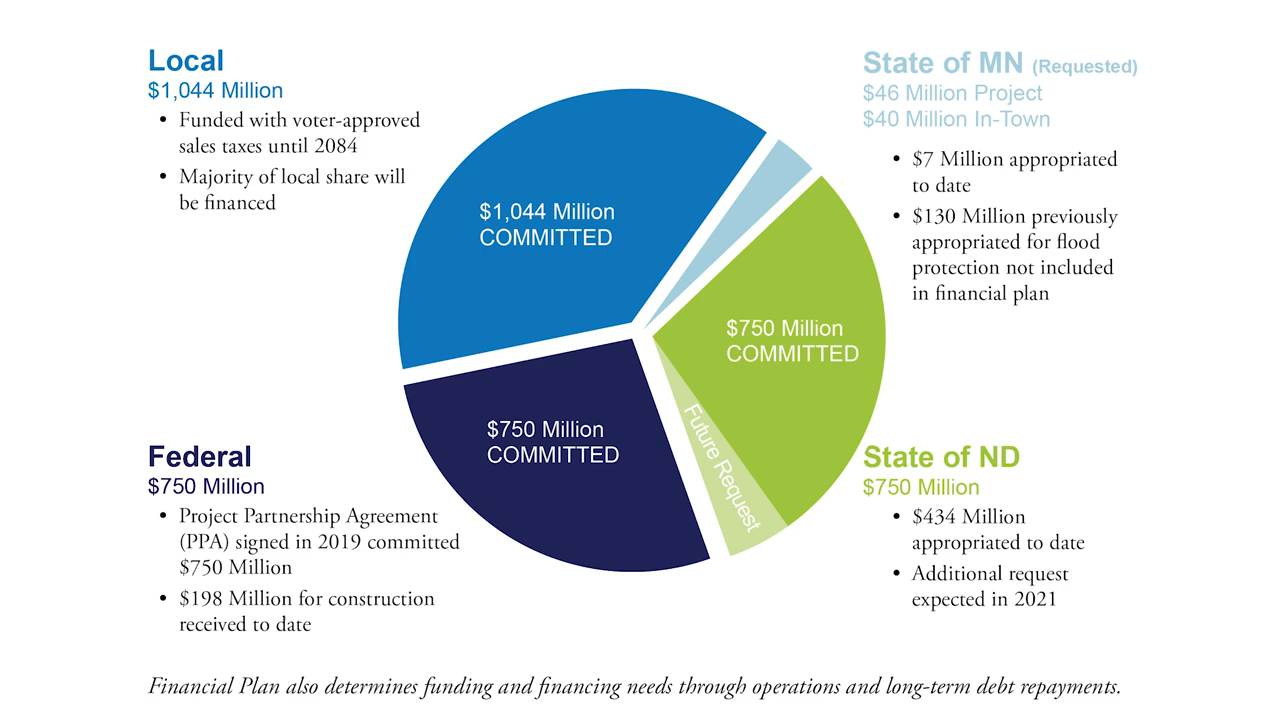 Local
$1,044 Million
• Funded with voter-approved
sales taxes until 2084
• Majority of local share will
be financed
State of MN (Requested)
$46 Million Project
$40 Million In-Town
• $7 Million appropriated
to date
• $130 Million previously
appropriated for flood
protection not included
in financial plan
$1,044 Million
COMMITTED
$750 Million
COMMITTED
$750 Million
COMMITTED
Future Request
Federal
$750 Million
• Project Partnership Agreement
(PPA) signed in 2019 committed
$750 Million
• $198 Million for construction
received to date
State of ND
$750 Million
• $434 Million
appropriated to date
• Additional request
expected in 2021
Financial Plan also determines funding and financing needs through operations and long-term debt repayments.